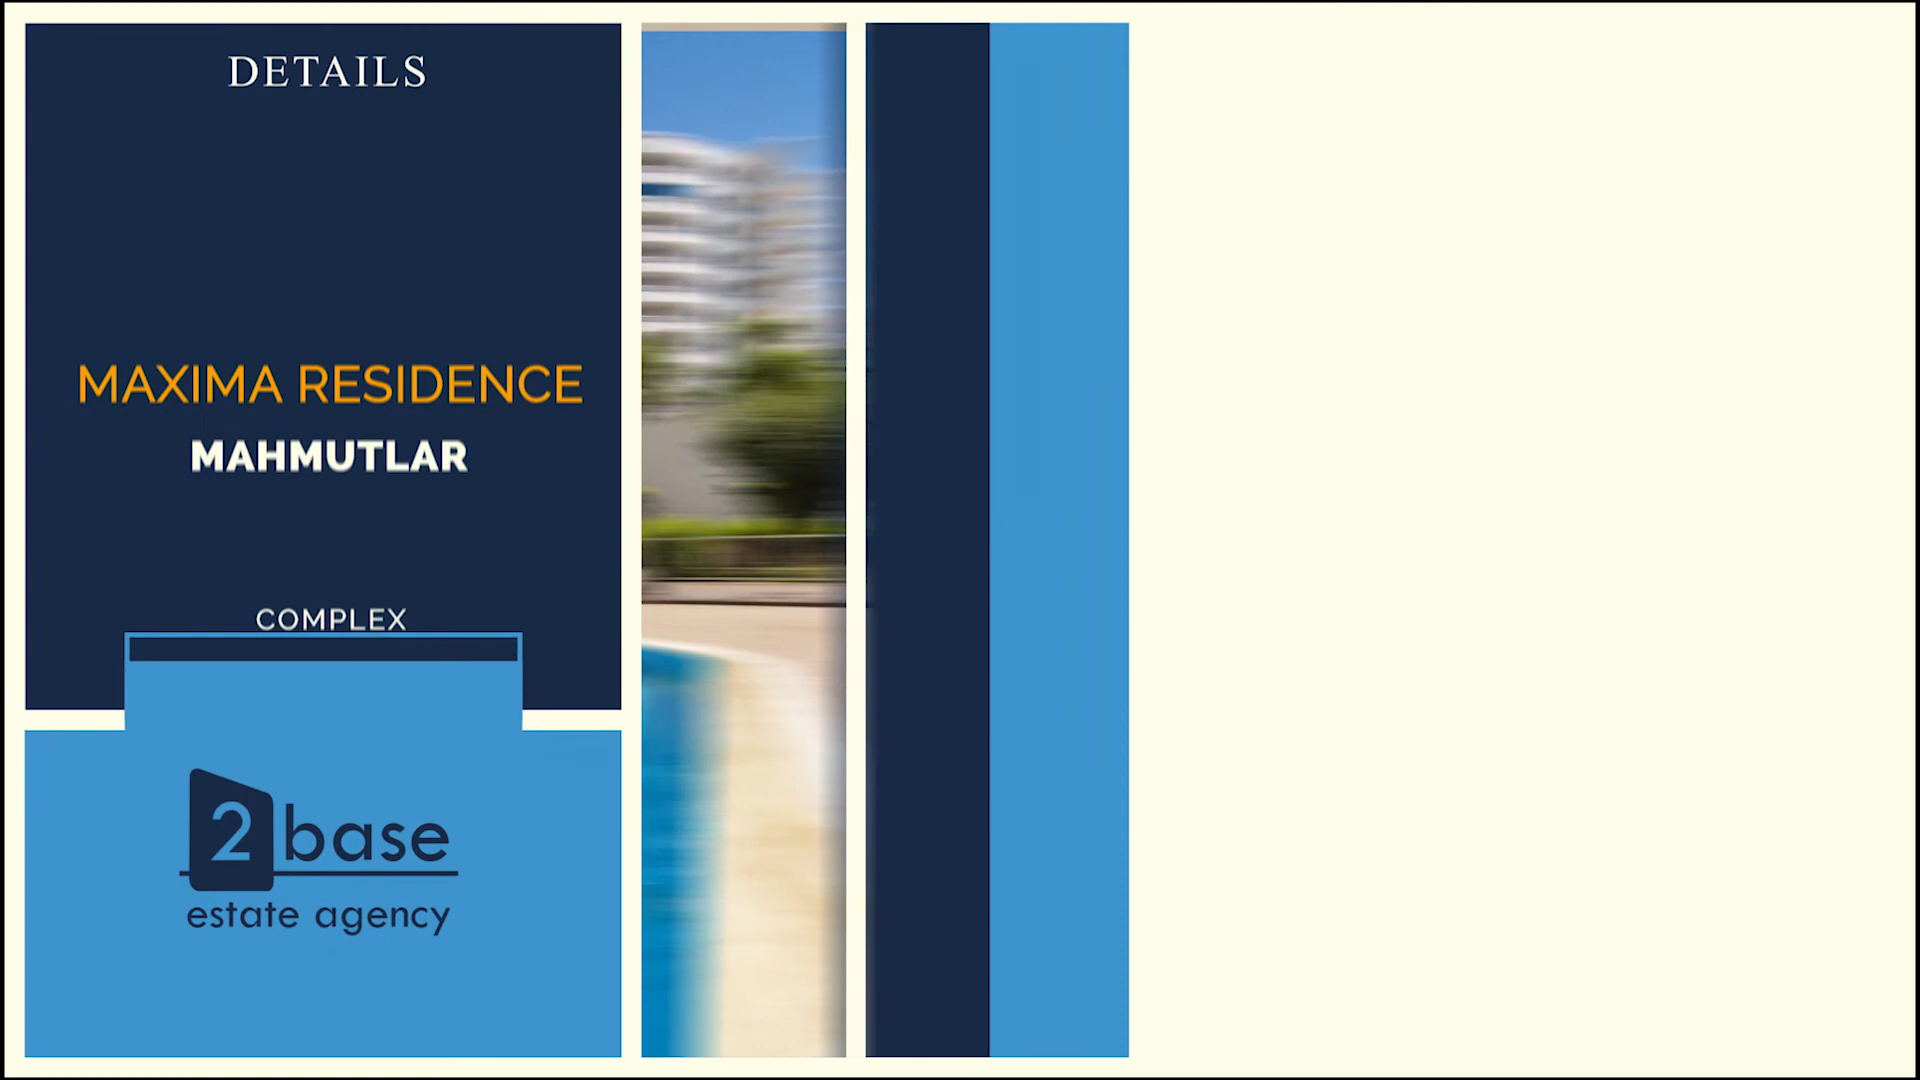 DETAILS
MAXIMA RESIDENCE
MAHMUTLAR
COMPLEX
2 base
estate agency